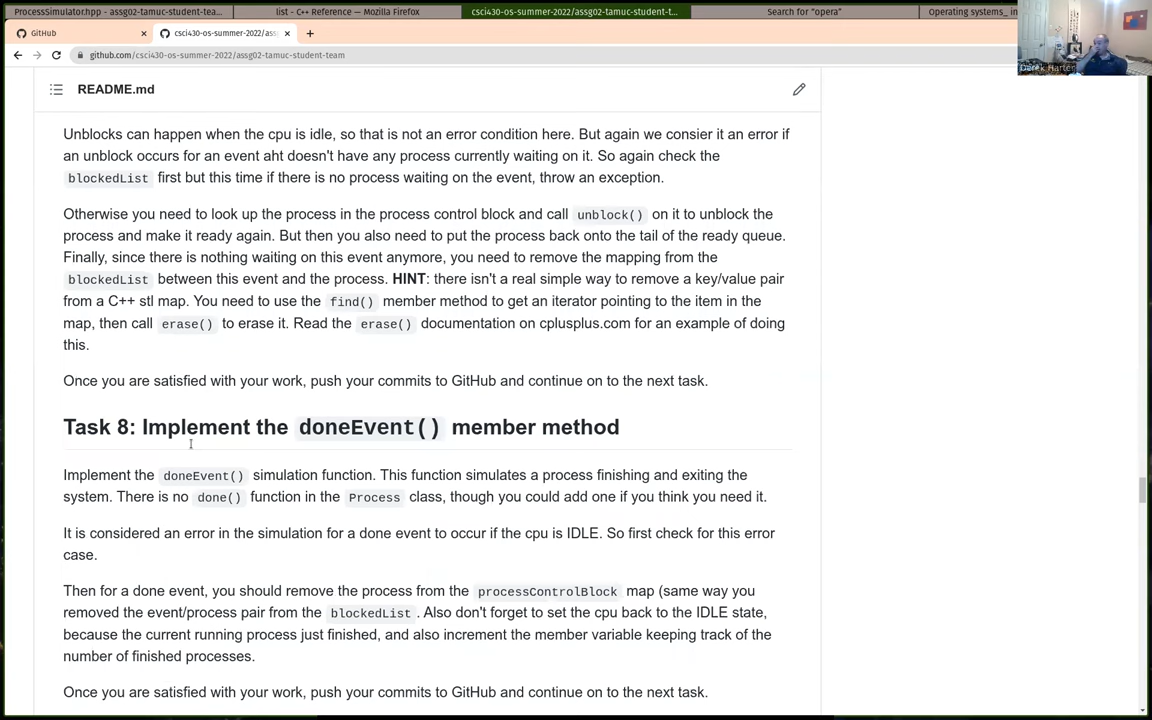 ProcessSimulator.hpp - assg02-tamuc-student-tea...
list - C++ Reference — Mozilla Firefox
csci430-os-summer-2022/assg02-tamuc-student-t...
Search for "opera"
Operating systems_ in
GitHub
csci430-os-summer-2022/ass
github.com/csci430-os-summer-2022/assg02-tamuc-student-team
Derek Harter
README.md
Unblocks can happen when the cpu is idle, so that is not an error condition here. But again we consier it an error if
an unblock occurs for an event aht doesn't have any process currently waiting on it. So again check the
blockedList first but this time if there is no process waiting on the event, throw an exception.
Otherwise you need to look up the process in the process control block and call unblock() on it to unblock the
process and make it ready again. But then you also need to put the process back onto the tail of the ready queue.
Finally, since there is nothing waiting on this event anymore, you need to remove the mapping from the
blockedList between this event and the process. HINT: there isn't a real simple way to remove a key/value pair
from a C++ stl map. You need to use the find() member method to get an iterator pointing to the item in the
map, then call erase() to erase it. Read the erase() documentation on cplusplus.com for an example of doing
this.
Once you are satisfied with your work, push your commits to GitHub and continue on to the next task.
Task 8: Implement the doneEvent() member method
Implement the doneEvent() simulation function. This function simulates a process finishing and exiting the
system. There is no done() function in the Process class, though you could add one if you think you need it.
It is considered an error in the simulation for a done event to occur if the cpu is IDLE. So first check for this error
case.
Then for a done event, you should remove the process from the processControlBlock map (same way you
removed the event/process pair from the blockedList. Also don't forget to set the cpu back to the IDLE state,
because the current running process just finished, and also increment the member variable keeping track of the
number of finished processes.
Once you are satisfied with your work, push your commits to GitHub and continue on to the next task.